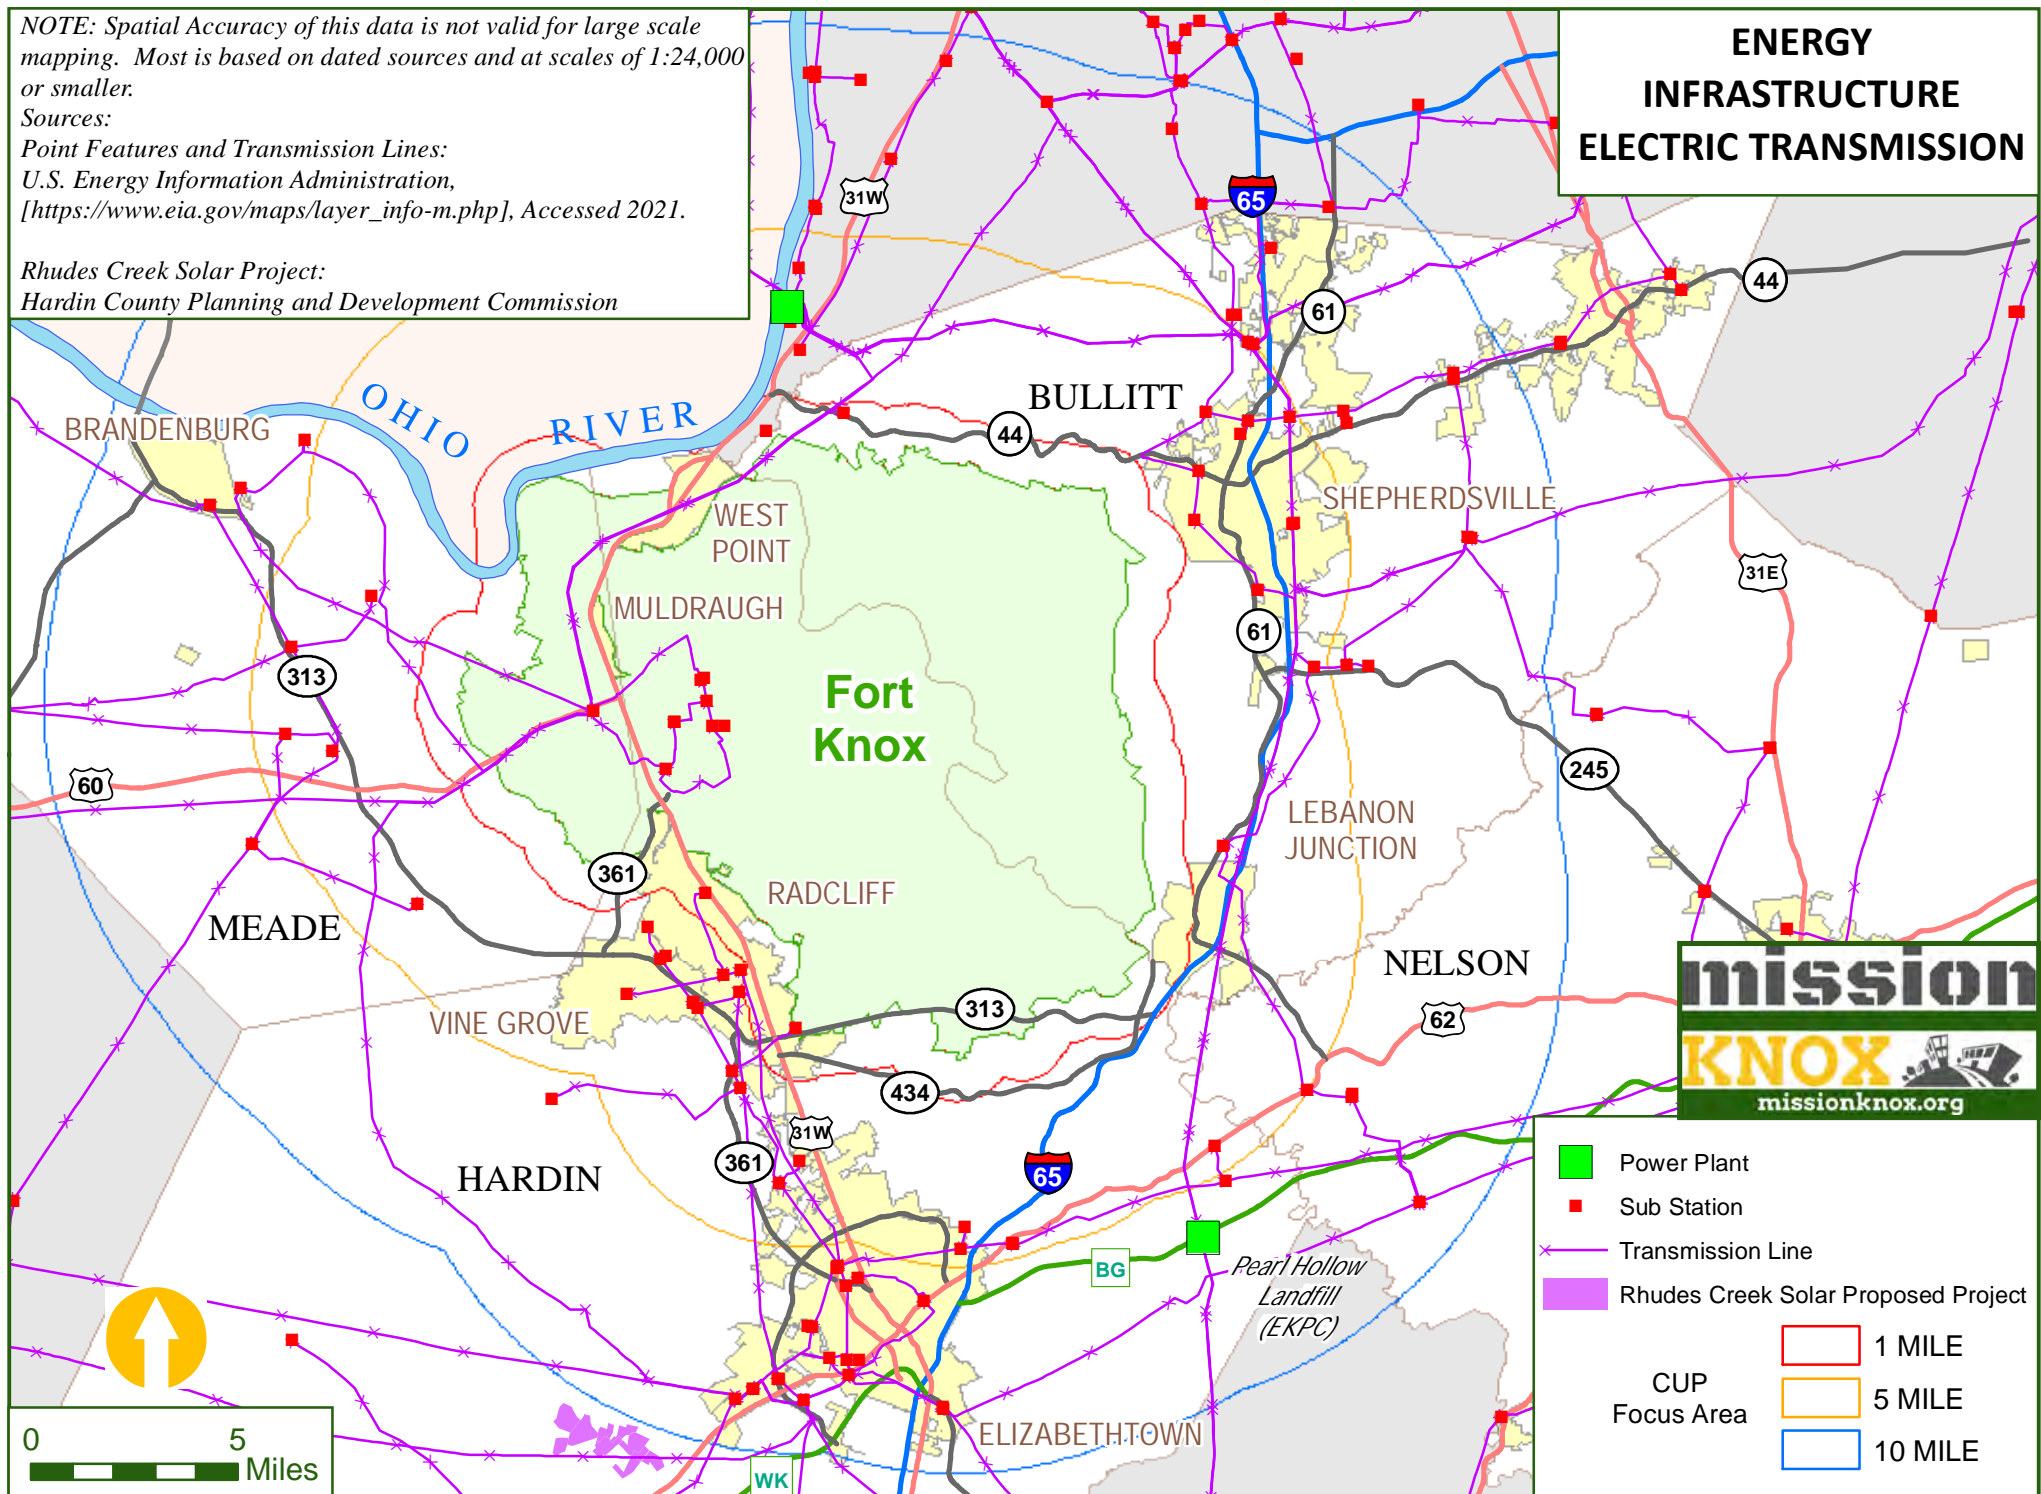 NOTE: Spatial Accuracy of this data is not valid for large scale
mapping.  Most is based on dated sources and at scales of 1:24,000
or smaller.
Sources:
Point Features and Transmission Lines:
U.S. Energy Information Administration,
[https://www.eia.gov/maps/layer_info-m.php], Accessed 2021.
Rhudes Creek Solar Project:
Hardin County Planning and Development Commission
ENERGY
INFRASTRUCTURE
ELECTRIC TRANSMISSION
31W
65
61
44
BRANDENBURG
OHIO RIVER
BULLITT
44
SHEPHERDSVILLE
WEST
POINT
31E
MULDRAUGH
61
313
Fort
Knox
60
245
LEBANON
JUNCTION
361
RADCLIFF
MEADE
NELSON
313
62
VINE GROVE
434
31W
361
65
HARDIN
BG
Pearl Hollow
Landfill
(EKPC)
ELIZABETHTOWN
WK
0 5
Miles
mission
KNOX
missionknox.org
Power Plant
Sub Station
Transmission Line
Rhudes Creek Solar Proposed Project
CUP
Focus Area
1 MILE
5 MILE
10 MILE